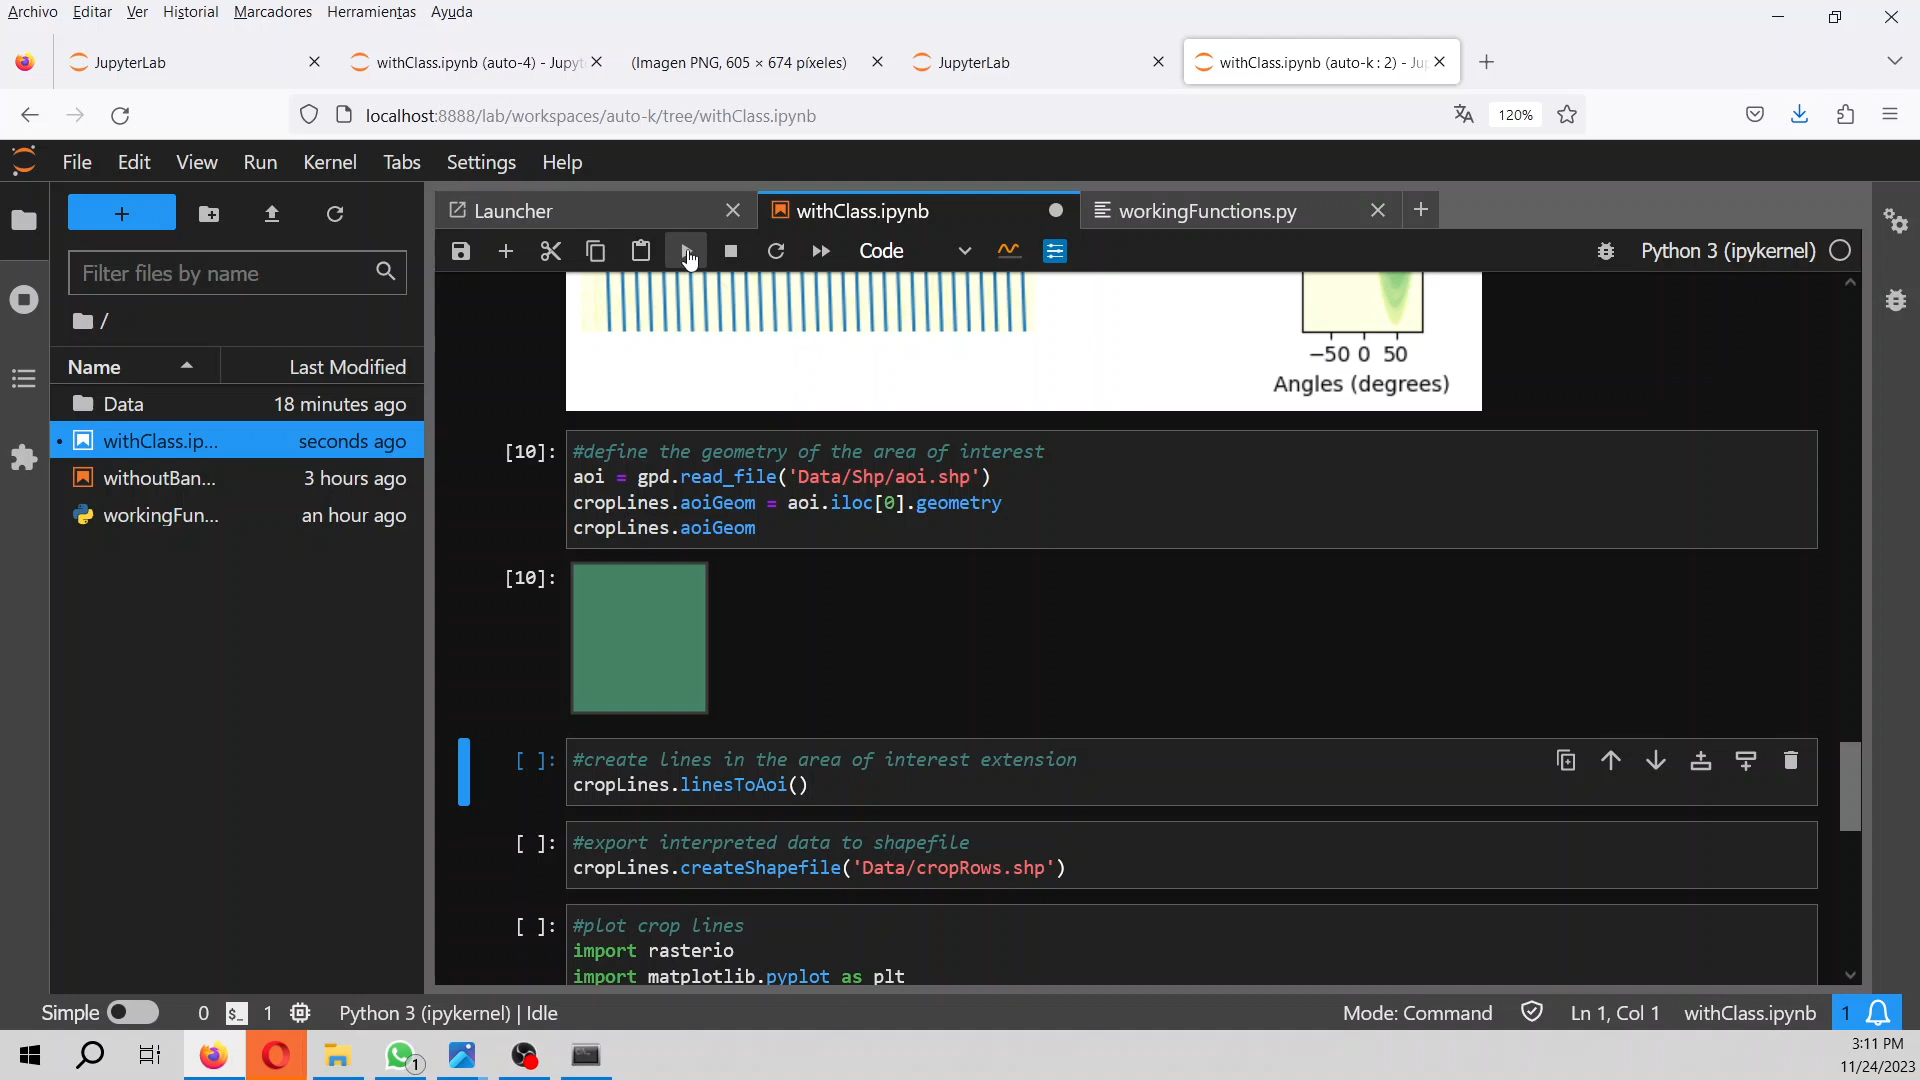 Archivo Editar Ver Historial Marcadores Herramientas Ayuda
JupyterLab
withClass.ipynb (auto-4) - Jupyt
(Imagen PNG, 605 × 674 píxeles)
JupyterLab
withClass.ipynb (auto-k : 2) - Ju
localhost:8888/lab/workspaces/auto-k/tree/withClass.ipynb
120%
File Edit View Run Kernel Tabs Settings Help
Launcher
withClass.ipynb
workingFunctions.py
Code
Python 3 (ipykernel)
Filter files by name
/
Name
Last Modified
Data
18 minutes ago
withClass.ip...
seconds ago
withoutBan...
3 hours ago
workingFun...
an hour ago
−50 0 50
Angles (degrees)
[10]:
#define the geometry of the area of interest
aoi = gpd.read_file('Data/Shp/aoi.shp')
cropLines.aoiGeom = aoi.iloc[0].geometry
cropLines.aoiGeom
[10]:
[ ]:
#create lines in the area of interest extension
cropLines.linesToAoi()
[ ]:
#export interpreted data to shapefile
cropLines.createShapefile('Data/cropRows.shp')
[ ]:
#plot crop lines
import rasterio
import matplotlib.pyplot as plt
Simple
0
$_
1
Python 3 (ipykernel) | Idle
Mode: Command
Ln 1, Col 1
withClass.ipynb
1
1
3:11 PM
11/24/2023